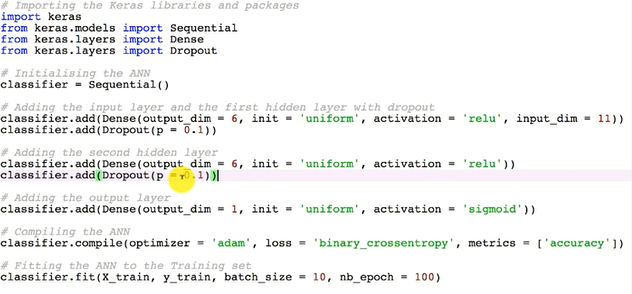 # Importing the Keras libraries and packages
import keras
from keras.models import Sequential
from keras.layers import Dense
from keras.layers import Dropout
# Initialising the ANN
classifier = Sequential()
# Adding the input layer and the first hidden layer with dropout
classifier.add(Dense(output_dim = 6, init = 'uniform', activation = 'relu', input_dim = 11))
classifier.add(Dropout(p = 0.1))
# Adding the second hidden layer
classifier.add(Dense(output_dim = 6, init = 'uniform', activation = 'relu'))
classifier.add(Dropout(p = 0.1))
# Adding the output layer
classifier.add(Dense(output_dim = 1, init = 'uniform', activation = 'sigmoid'))
# Compiling the ANN
classifier.compile(optimizer = 'adam', loss = 'binary_crossentropy', metrics = ['accuracy'])
# Fitting the ANN to the Training set
classifier.fit(X_train, y_train, batch_size = 10, nb_epoch = 100)